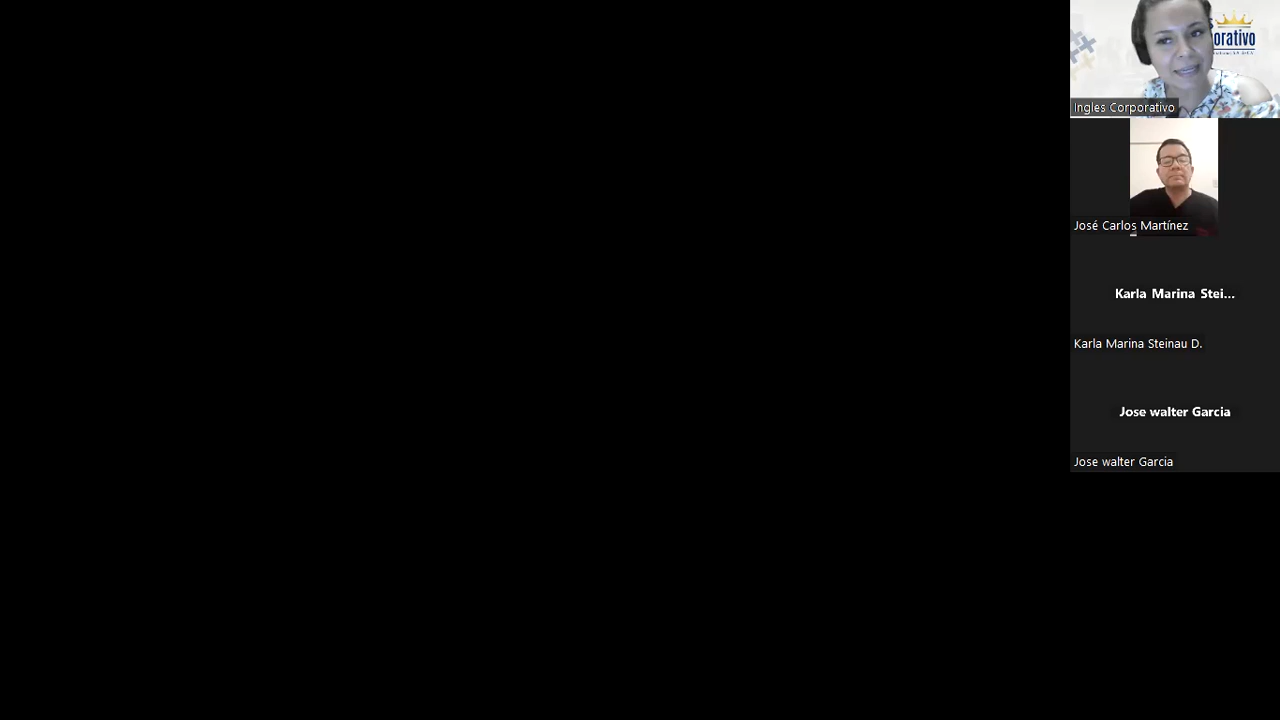 orativo
Ingles Corporativo
José Carlos Martínez
Karla Marina Stei...
Karla Marina Steinau D.
Jose walter Garcia
Jose walter Garcia